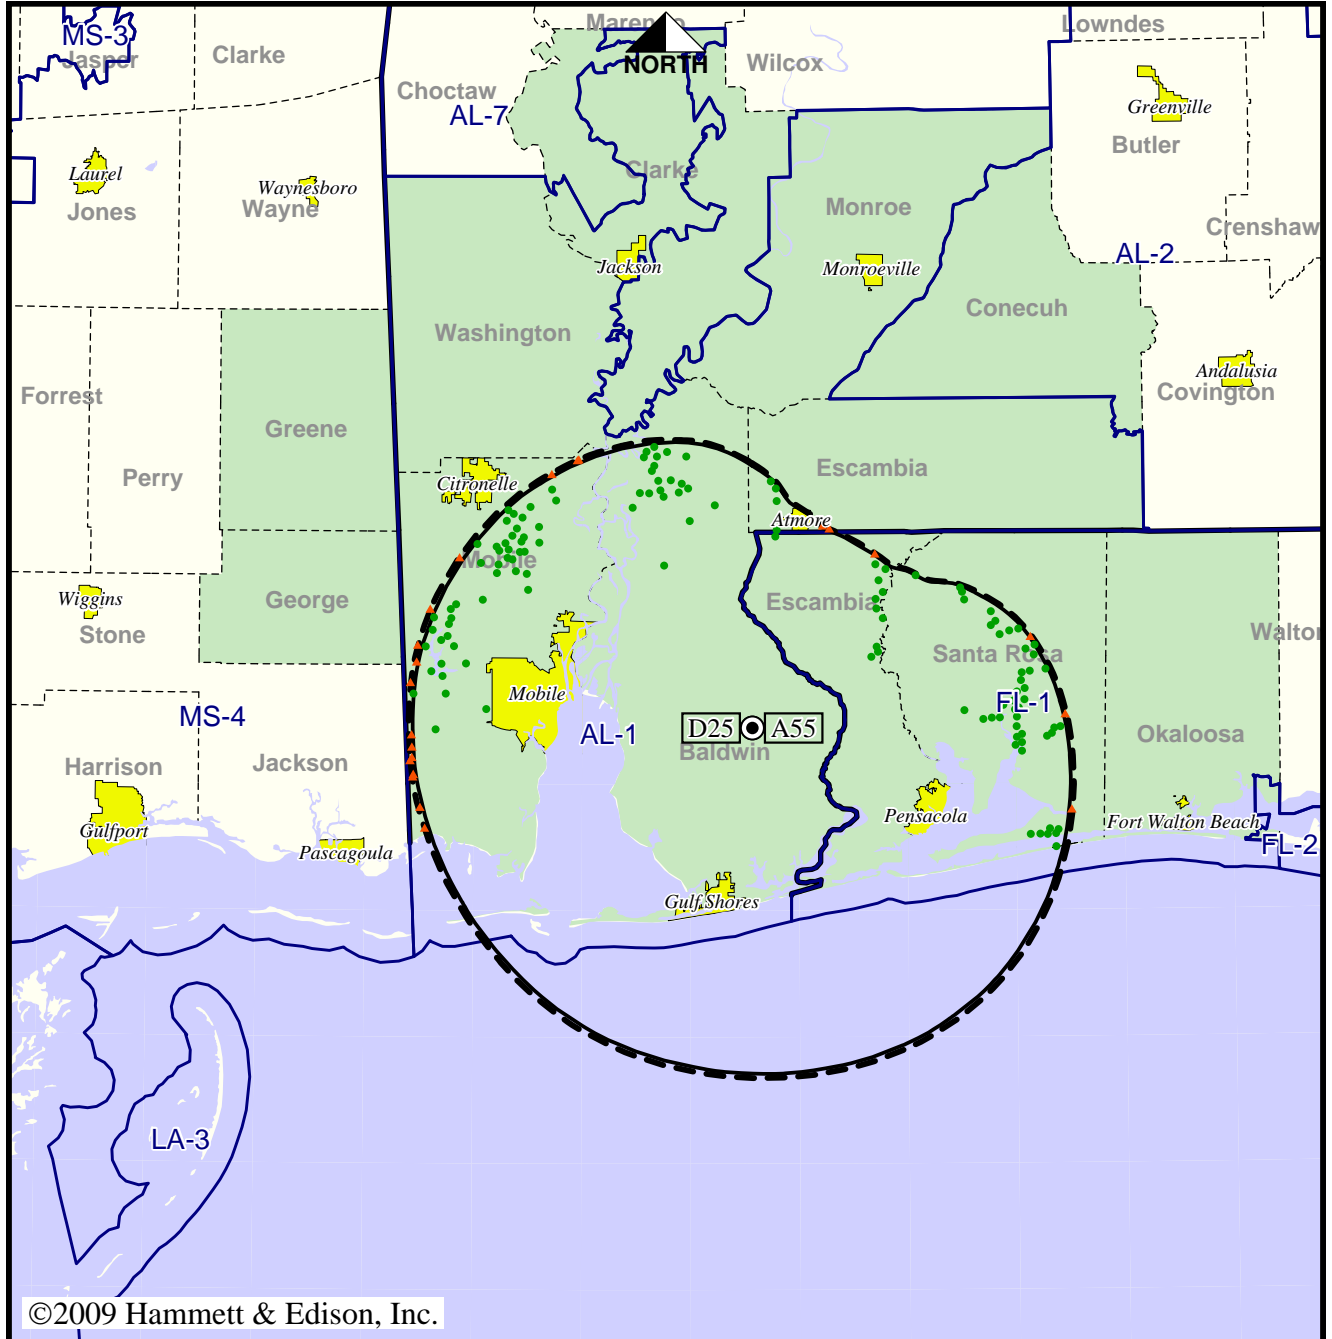 Marengo
Lowndes
MS-3
Jasper
Clarke
NORTH
Wilcox
Choctaw
AL-7
Greenville
Butler
Clarke
Laurel
Jones
Waynesboro
Wayne
Monroe
Crenshaw
AL-2
Jackson
Monroeville
Conecuh
Washington
Andalusia
Covington
Forrest
Greene
Perry
Citronelle
Escambia
Atmore
Mobile
Wiggins
Stone
George
Escambia
Walton
Santa Rosa
Mobile
MS-4
AL-1
D25
A55
Baldwin
FL-1
Okaloosa
Harrison
Jackson
Gulfport
Pascagoula
Pensacola
Fort Walton Beach
FL-2
Gulf Shores
LA-3
©2009 Hammett & Edison, Inc.